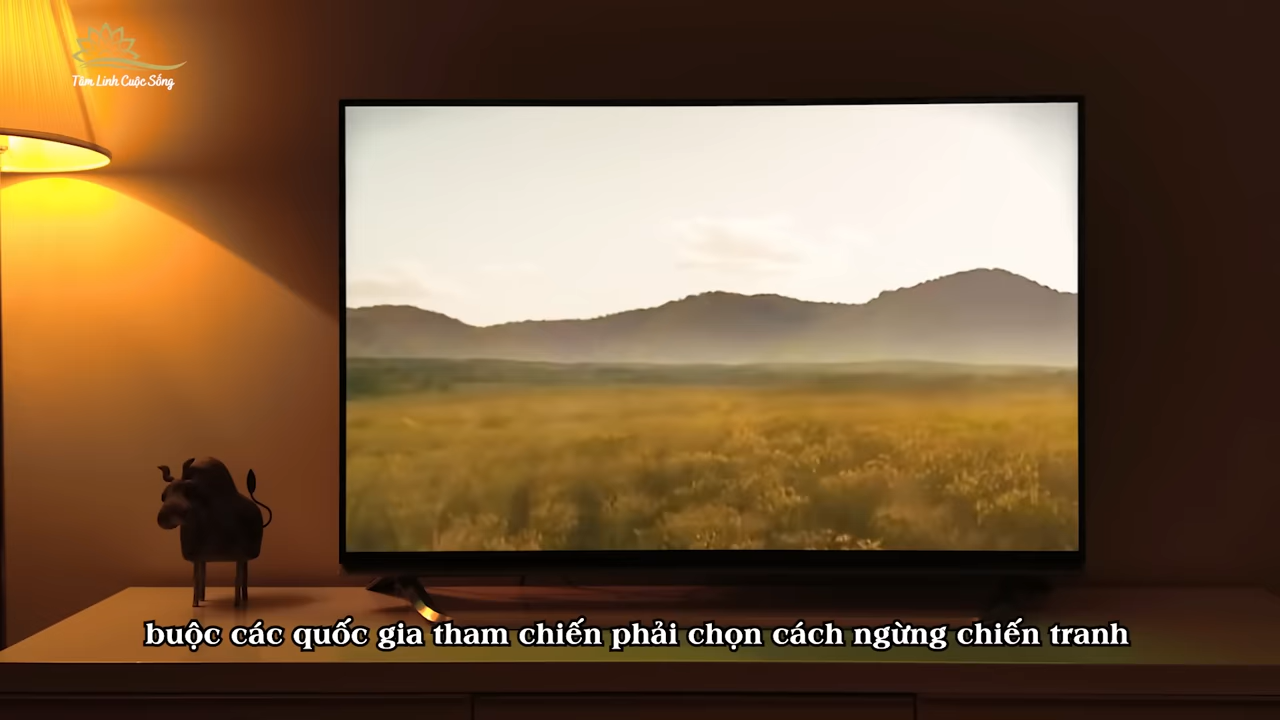 Tâm Linh Cuộc Sống
buộc các quốc gia tham chiến phải chọn cách ngừng chiến tranh